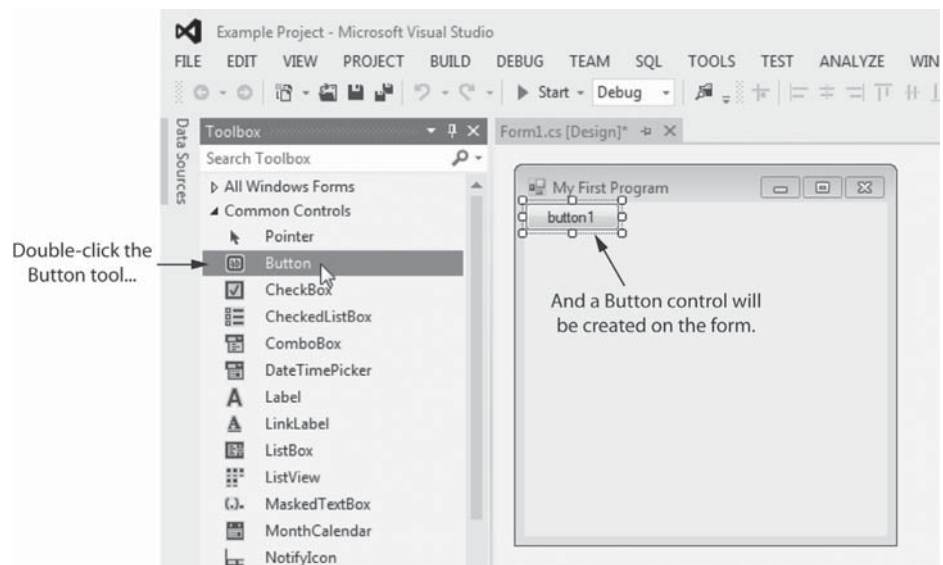 Example Project - Microsoft Visual Studio
FILE EDIT VIEW PROJECT BUILD DEBUG TEAM SQL TOOLS TEST ANALYZE WIN
Start Debug
Data Sources
Toolbox
Search Toolbox
All Windows Forms
Common Controls
Pointer
Button
CheckBox
CheckedListBox
ComboBox
DateTimePicker
Label
LinkLabel
ListBox
ListView
MaskedTextBox
MonthCalendar
NotifyIcon
Double-click the
Button tool...
Form1.cs [Design]*
My First Program
button1
And a Button control will
be created on the form.